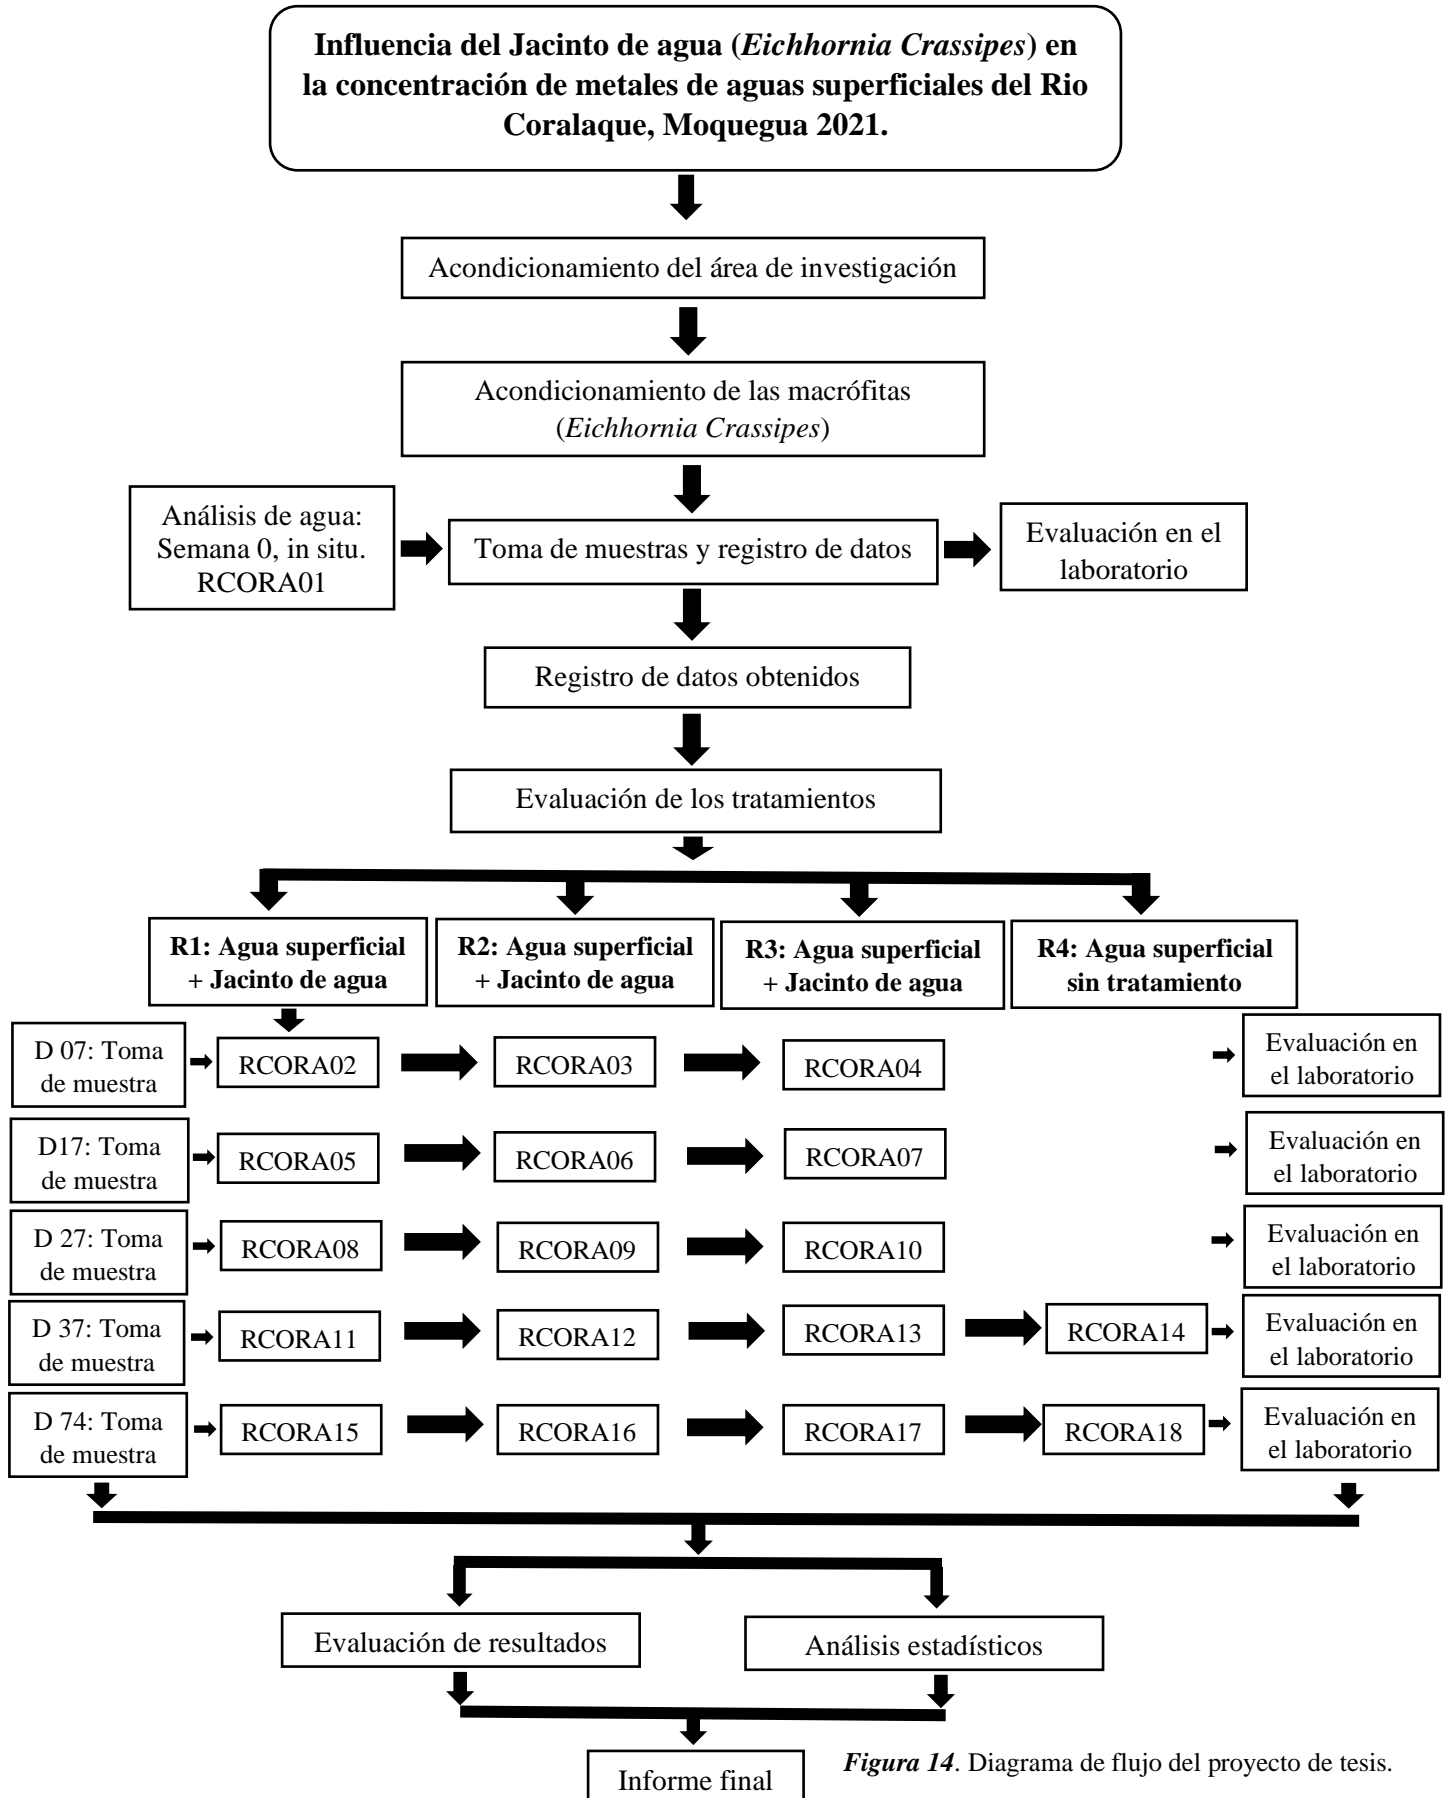 Influencia del Jacinto de agua (Eichhornia Crassipes) en
la concentración de metales de aguas superficiales del Rio
Coralaque, Moquegua 2021.
Acondicionamiento del área de investigación
Acondicionamiento de las macrófitas
(Eichhornia Crassipes)
Análisis de agua:
Semana 0, in situ.
RCORA01
Toma de muestras y registro de datos
Evaluación en el
laboratorio
Registro de datos obtenidos
Evaluación de los tratamientos
R1: Agua superficial
+ Jacinto de agua
R2: Agua superficial
+ Jacinto de agua
R3: Agua superficial
+ Jacinto de agua
R4: Agua superficial
sin tratamiento
D 07: Toma
de muestra
RCORA02
RCORA03
RCORA04
Evaluación en
el laboratorio
D17: Toma
de muestra
RCORA05
RCORA06
RCORA07
Evaluación en
el laboratorio
D 27: Toma
de muestra
RCORA08
RCORA09
RCORA10
Evaluación en
el laboratorio
D 37: Toma
de muestra
RCORA11
RCORA12
RCORA13
RCORA14
Evaluación en
el laboratorio
D 74: Toma
de muestra
RCORA15
RCORA16
RCORA17
RCORA18
Evaluación en
el laboratorio
Evaluación de resultados
Análisis estadísticos
Informe final
Figura 14. Diagrama de flujo del proyecto de tesis.